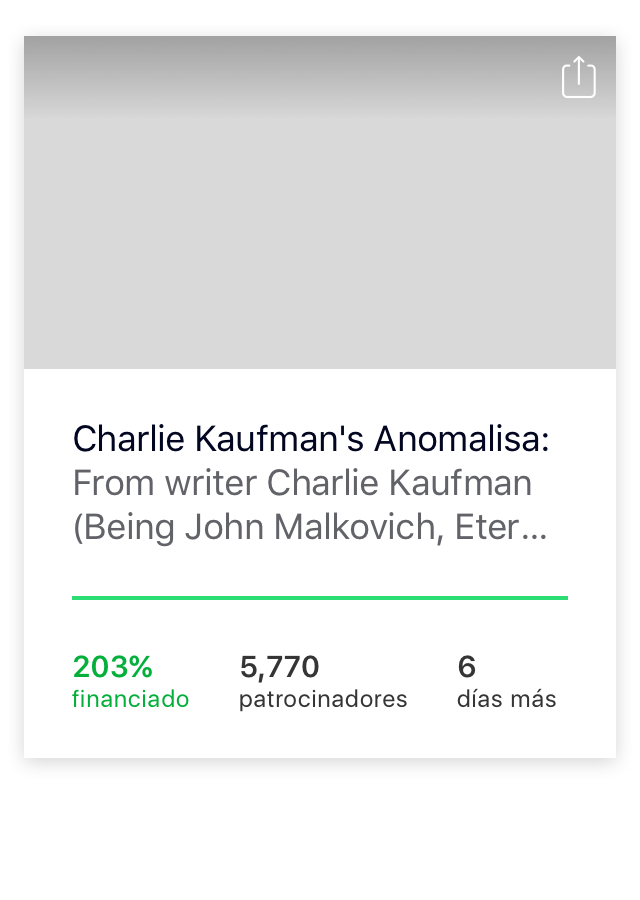 Charlie Kaufman's Anomalisa:
From writer Charlie Kaufman
(Being John Malkovich, Eter...
203% 5,770 6
financiado patrocinadores días más